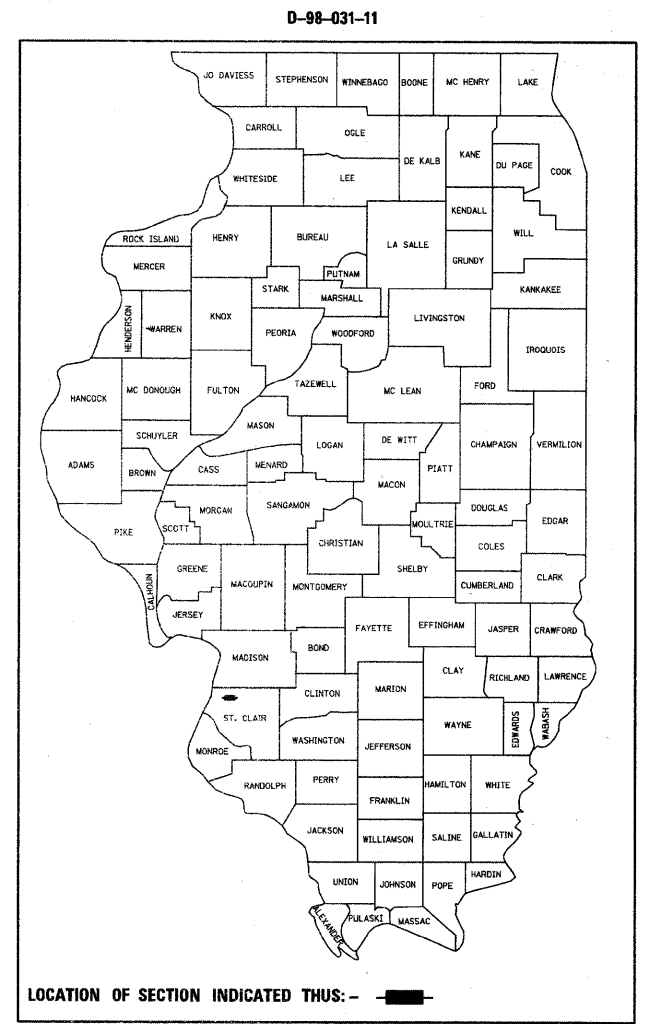 D-98-031-11
JO DAVIESS STEPHENSON WINNEBAGO BOONE MC HENRY LAKE
CARROLL OGLE DE KALB KANE DU PAGE COOK
WHITESIDE LEE
KENDALL WILL
ROCK ISLAND HENRY BUREAU LA SALLE
MERCER PUTNAM GRUNDY
STARK MARSHALL KANKAKEE
HENDERSON WARREN KNOX PEORIA WOODFORD LIVINGSTON IROQUOIS
HANCOCK MC DONOUGH FULTON TAZEWELL MC LEAN FORD
SCHUYLER MASON LOGAN DE WITT CHAMPAIGN VERMILION
ADAMS BROWN CASS MENARD MACON PIATT
PIKE SCOTT MORGAN SANGAMON CHRISTIAN MOULTRIE DOUGLAS EDGAR
COLES
CALHOUN GREENE MACOUPIN MONTGOMERY SHELBY CUMBERLAND CLARK
JERSEY FAYETTE EFFINGHAM JASPER CRAWFORD
MADISON BOND CLAY RICHLAND LAWRENCE
CLINTON MARION
ST. CLAIR WAYNE EDWARDS WABASH
MONROE WASHINGTON JEFFERSON
RANDOLPH PERRY HAMILTON WHITE
FRANKLIN
JACKSON WILLIAMSON SALINE GALLATIN
UNION JOHNSON POPE HARDIN
ALEXANDER PULASKI MASSAC
LOCATION OF SECTION INDICATED THUS: -